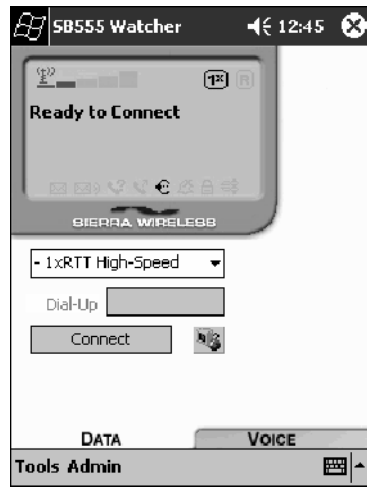 SB555 Watcher 12:45
1X R
Ready to Connect
SIERRA WIRELESS
- 1xRTT High-Speed
Dial-Up
Connect
DATA VOICE
Tools Admin